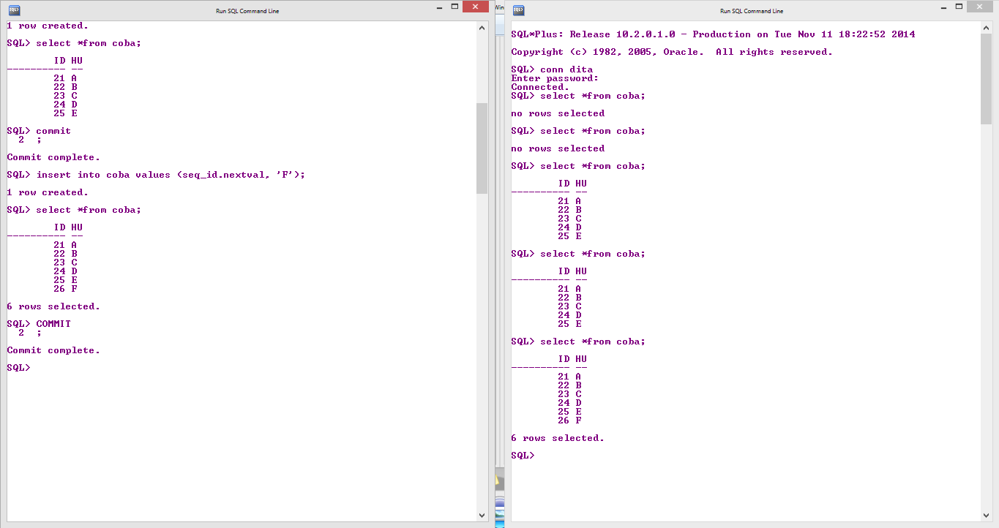 Run SQL Command Line
1 row created.
SQL> select *from coba;
ID HU
---------- --
21 A
22 B
23 C
24 D
25 E
SQL> commit
2 ;
Commit complete.
SQL> insert into coba values (seq_id.nextval, 'F');
1 row created.
SQL> select *from coba;
ID HU
---------- --
21 A
22 B
23 C
24 D
25 E
26 F
6 rows selected.
SQL> COMMIT
2 ;
Commit complete.
SQL>
Win
Run SQL Command Line
SQL*Plus: Release 10.2.0.1.0 - Production on Tue Nov 11 18:22:52 2014
Copyright (c) 1982, 2005, Oracle. All rights reserved.
SQL> conn dita
Enter password:
Connected.
SQL> select *from coba;
no rows selected
SQL> select *from coba;
no rows selected
SQL> select *from coba;
ID HU
---------- --
21 A
22 B
23 C
24 D
25 E
SQL> select *from coba;
ID HU
---------- --
21 A
22 B
23 C
24 D
25 E
SQL> select *from coba;
ID HU
---------- --
21 A
22 B
23 C
24 D
25 E
26 F
6 rows selected.
SQL>